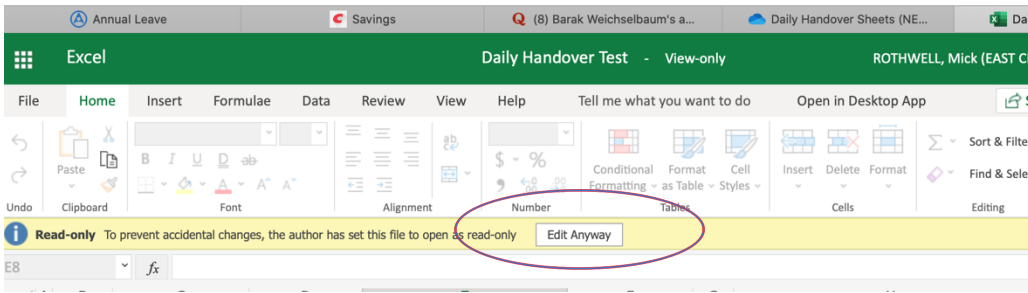 Annual Leave
Savings
(8) Barak Weichselbaum's a...
Daily Handover Sheets (NE...
Da
Excel
Daily Handover Test - View-only
ROTHWELL, Mick (EAST C
File Home Insert Formulae Data Review View Help Tell me what you want to do Open in Desktop App
ab
B I U D ab
$ % 
Paste
Conditional Format Cell
Formatting as Table Styles
Insert Delete Format
Sort & Filte
Find & Sele
A A A
Undo Clipboard Font Alignment Number Tables Cells Editing
Read-only To prevent accidental changes, the author has set this file to open as read-only Edit Anyway
E8 fx